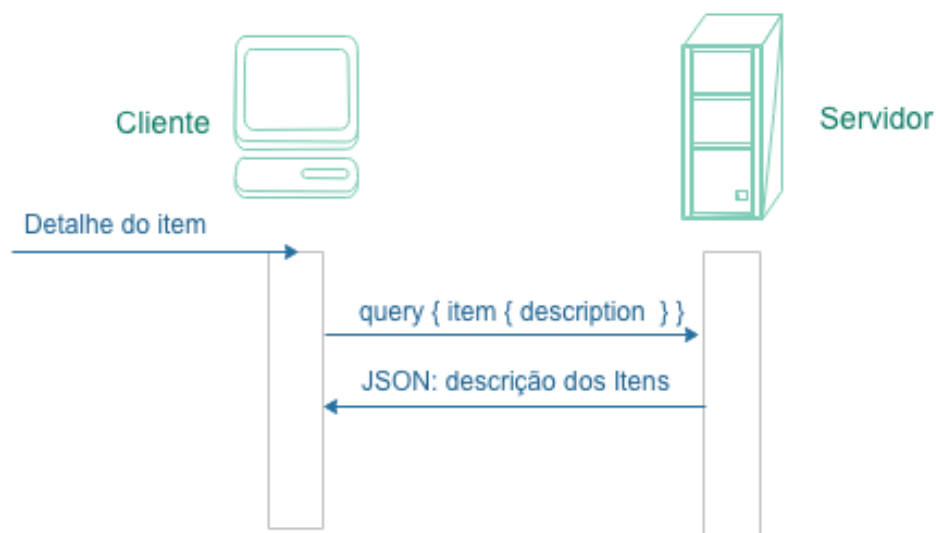 Cliente
Servidor
Detalhe do item
query { item { description } }
JSON: descrição dos Itens